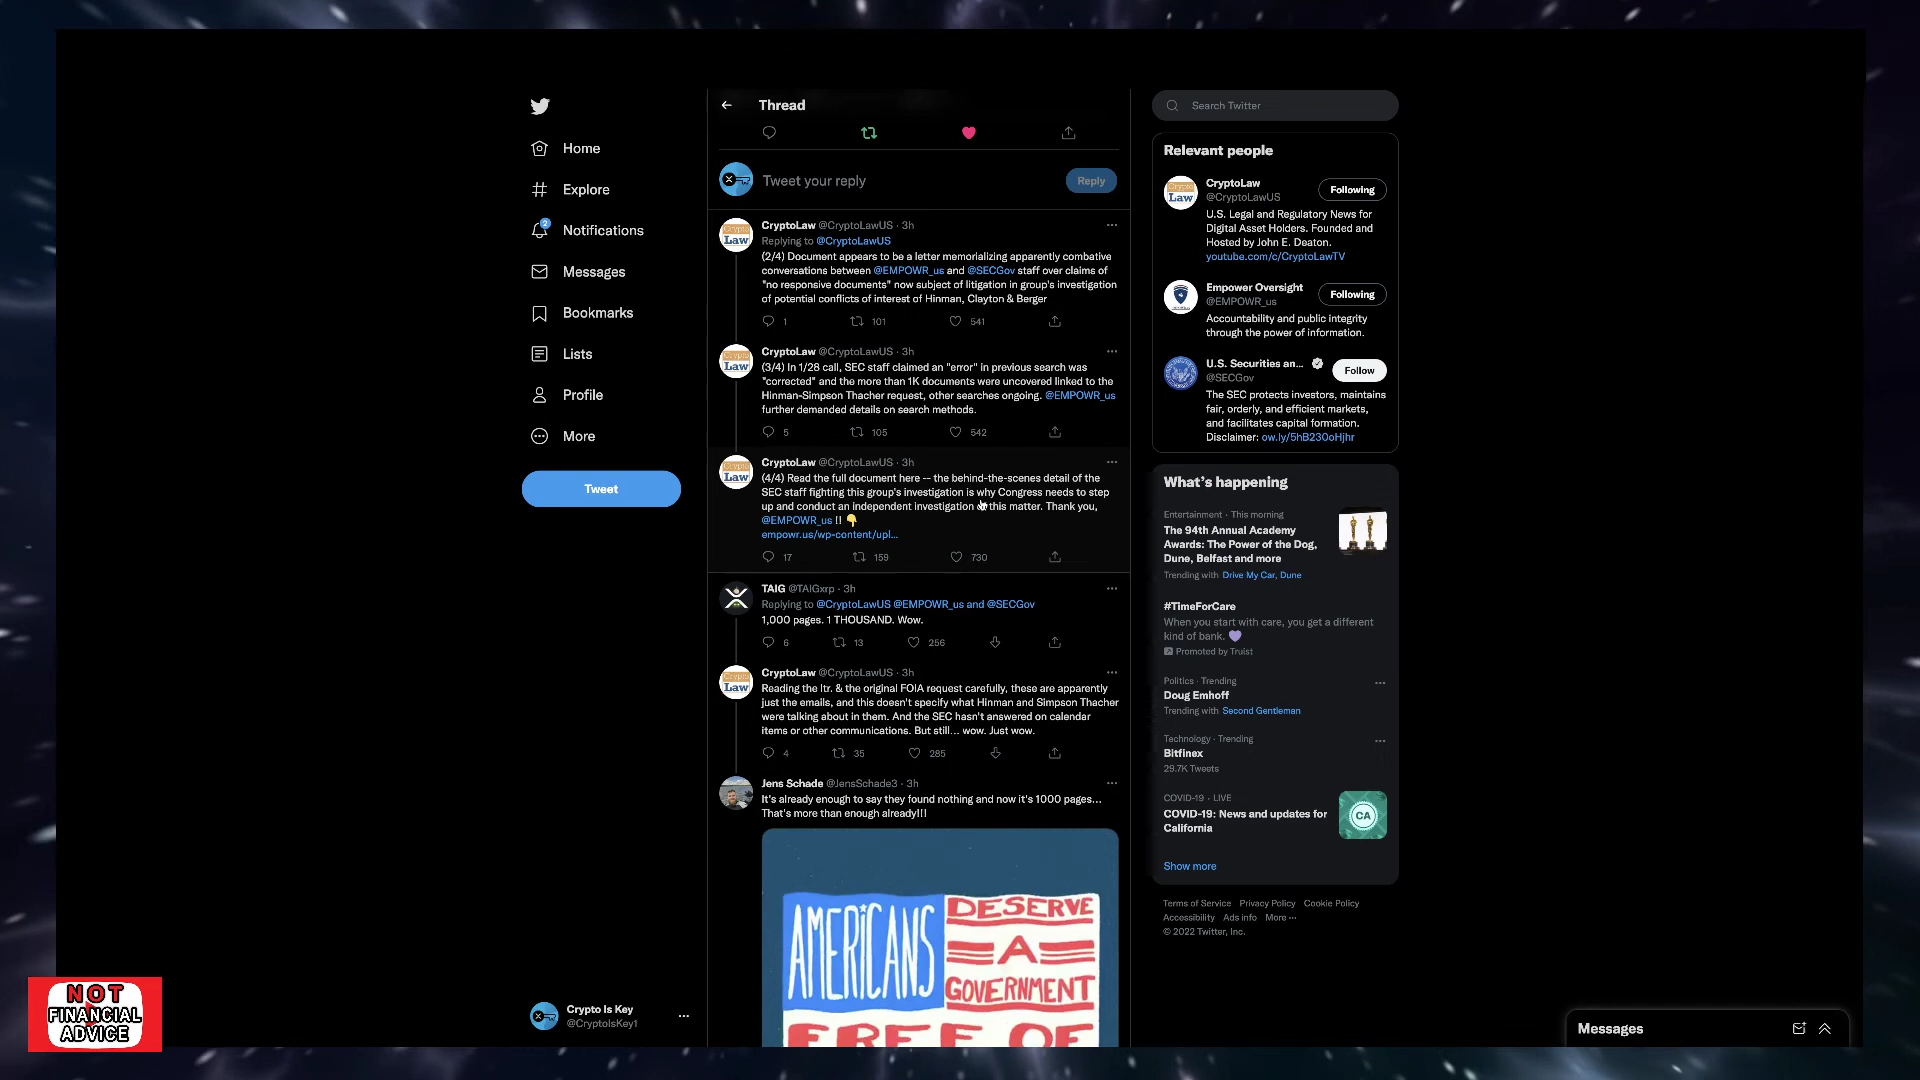 Home
Explore
2
Notifications
Messages
Bookmarks
Lists
Profile
More
Tweet
Crypto Is Key
@CryptoIsKey1
NOT
FINANCIAL
ADVICE
Thread
Tweet your reply
Reply
CryptoLaw @CryptoLawUS · 3h
Replying to @CryptoLawUS
(2/4) Document appears to be a letter memorializing apparently combative
conversations between @EMPOWR_us and @SECGov staff over claims of
"no responsive documents" now subject of litigation in group's investigation
of potential conflicts of interest of Hinman, Clayton & Berger
1 101 541
CryptoLaw @CryptoLawUS · 3h
(3/4) In 1/28 call, SEC staff claimed an "error" in previous search was
"corrected" and the more than 1K documents were uncovered linked to the
Hinman-Simpson Thacher request, other searches ongoing. @EMPOWR_us
further demanded details on search methods.
5 105 542
CryptoLaw @CryptoLawUS · 3h
(4/4) Read the full document here -- the behind-the-scenes detail of the
SEC staff fighting this group's investigation is why Congress needs to step
up and conduct an independent investigation of this matter. Thank you,
@EMPOWR_us !! 👇
empowr.us/wp-content/upl...
17 159 730
TAIG @TAIGxrp · 3h
Replying to @CryptoLawUS @EMPOWR_us and @SECGov
1,000 pages. 1 THOUSAND. Wow.
6 13 256
CryptoLaw @CryptoLawUS · 3h
Reading the ltr. & the original FOIA request carefully, these are apparently
just the emails, and this doesn't specify what Hinman and Simpson Thacher
were talking about in them. And the SEC hasn't answered on calendar
items or other communications. But still... wow. Just wow.
4 35 285
Jens Schade @JensSchade3 · 3h
It's already enough to say they found nothing and now it's 1000 pages...
That's more than enough already!!!
AMERICANS
DESERVE
A
GOVERNMENT
FREE OF
Search Twitter
Relevant people
Crypto
Law
CryptoLaw
@CryptoLawUS
Following
U.S. Legal and Regulatory News for
Digital Asset Holders. Founded and
Hosted by John E. Deaton.
youtube.com/c/CryptoLawTV
Empower Oversight
@EMPOWR_us
Following
Accountability and public integrity
through the power of information.
U.S. Securities an...
@SECGov
Follow
The SEC protects investors, maintains
fair, orderly, and efficient markets,
and facilitates capital formation.
Disclaimer: ow.ly/5hB230oHjhr
What's happening
Entertainment · This morning
The 94th Annual Academy
Awards: The Power of the Dog,
Dune, Belfast and more
Trending with Drive My Car, Dune
#TimeForCare
When you start with care, you get a different
kind of bank. 💜
Promoted by Truist
Politics · Trending
Doug Emhoff
Trending with Second Gentleman
Technology · Trending
Bitfinex
29.7K Tweets
COVID-19 · LIVE
COVID-19: News and updates for
California
CA
Show more
Terms of Service Privacy Policy Cookie Policy
Accessibility Ads info More ···
© 2022 Twitter, Inc.
Messages